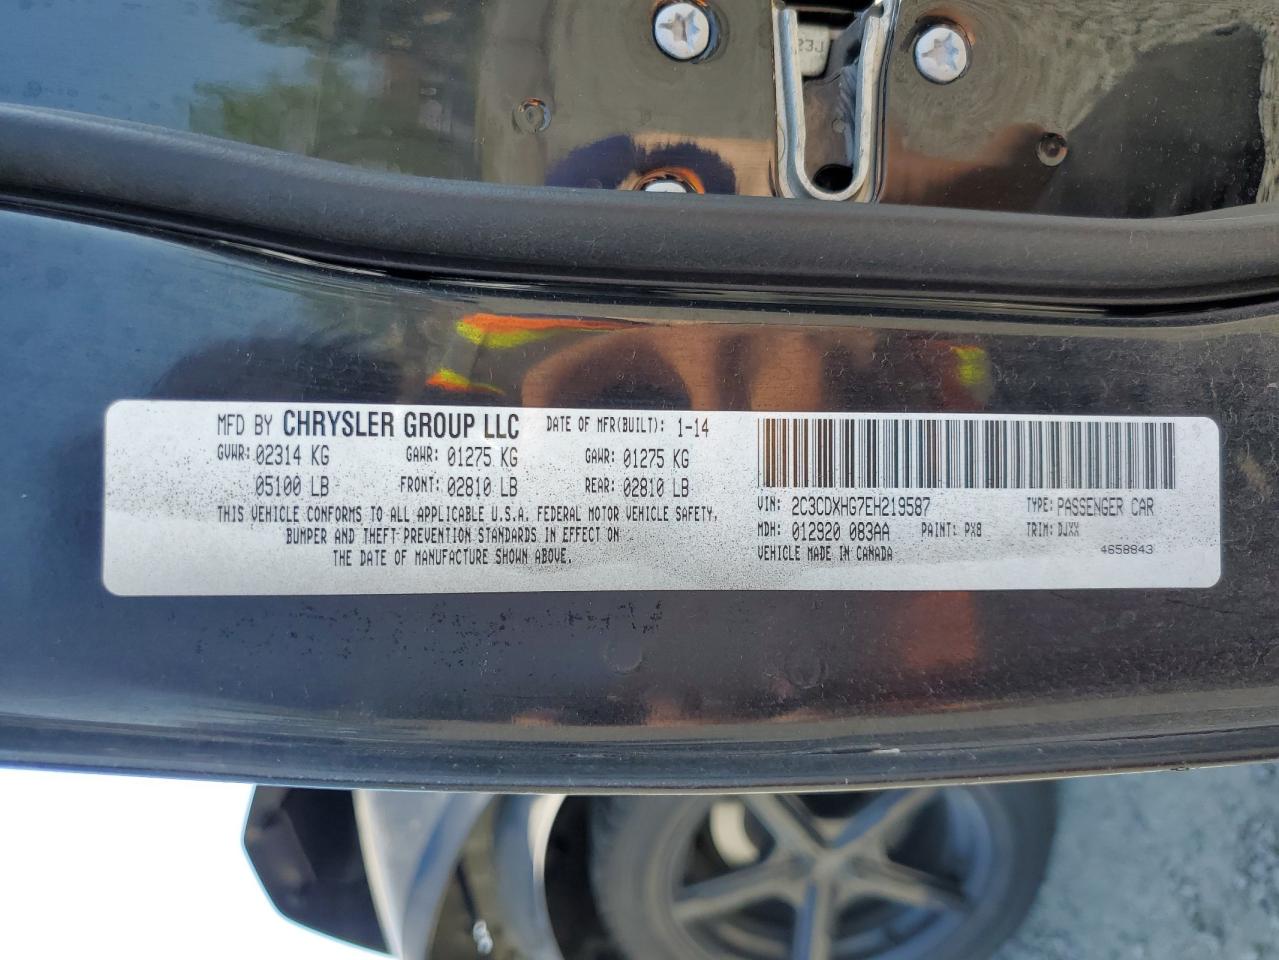 MFD BY CHRYSLER GROUP LLC DATE OF MFR(BUILT): 1-14
GVWR: 02314 KG GAWR: 01275 KG GAWR: 01275 KG
05100 LB FRONT: 02810 LB REAR: 02810 LB
THIS VEHICLE CONFORMS TO ALL APPLICABLE U.S.A. FEDERAL MOTOR VEHICLE SAFETY,
BUMPER AND THEFT PREVENTION STANDARDS IN EFFECT ON
THE DATE OF MANUFACTURE SHOWN ABOVE.
VIN: 2C3CDXHG7EH219587 TYPE: PASSENGER CAR
MDH: 012920 083AA PAINT: PX8 TRIM: DJXX
VEHICLE MADE IN CANADA 4658843